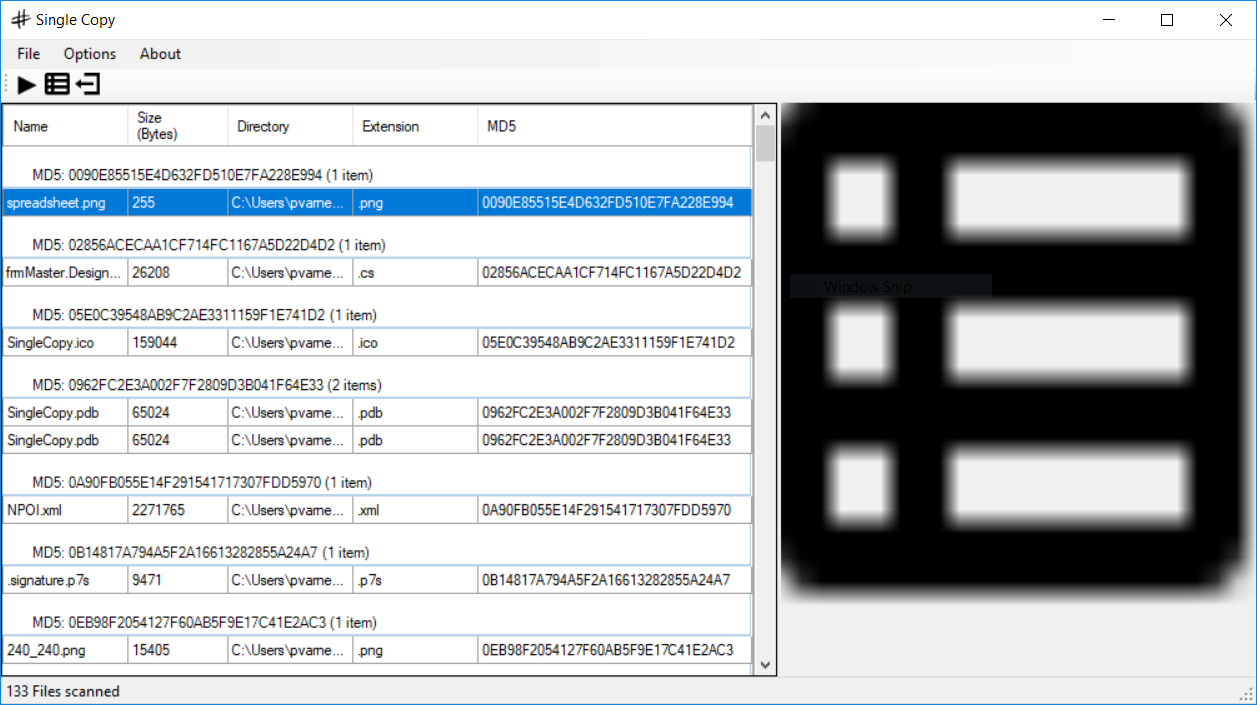 Single Copy
File Options About
Name Size (Bytes) Directory Extension MD5
MD5: 0090E85515E4D632FD510E7FA228E994 (1 item)
spreadsheet.png 255 C:\Users\pvame... .png 0090E85515E4D632FD510E7FA228E994
MD5: 02856ACECAA1CF714FC1167A5D22D4D2 (1 item)
frmMaster.Design... 26208 C:\Users\pvame... .cs 02856ACECAA1CF714FC1167A5D22D4D2
Window Snip
MD5: 05E0C39548AB9C2AE3311159F1E741D2 (1 item)
SingleCopy.ico 159044 C:\Users\pvame... .ico 05E0C39548AB9C2AE3311159F1E741D2
MD5: 0962FC2E3A002F7F2809D3B041F64E33 (2 items)
SingleCopy.pdb 65024 C:\Users\pvame... .pdb 0962FC2E3A002F7F2809D3B041F64E33
SingleCopy.pdb 65024 C:\Users\pvame... .pdb 0962FC2E3A002F7F2809D3B041F64E33
MD5: 0A90FB055E14F291541717307FDD5970 (1 item)
NPOI.xml 2271765 C:\Users\pvame... .xml 0A90FB055E14F291541717307FDD5970
MD5: 0B14817A794A5F2A16613282855A24A7 (1 item)
.signature.p7s 9471 C:\Users\pvame... .p7s 0B14817A794A5F2A16613282855A24A7
MD5: 0EB98F2054127F60AB5F9E17C41E2AC3 (1 item)
240_240.png 15405 C:\Users\pvame... .png 0EB98F2054127F60AB5F9E17C41E2AC3
133 Files scanned